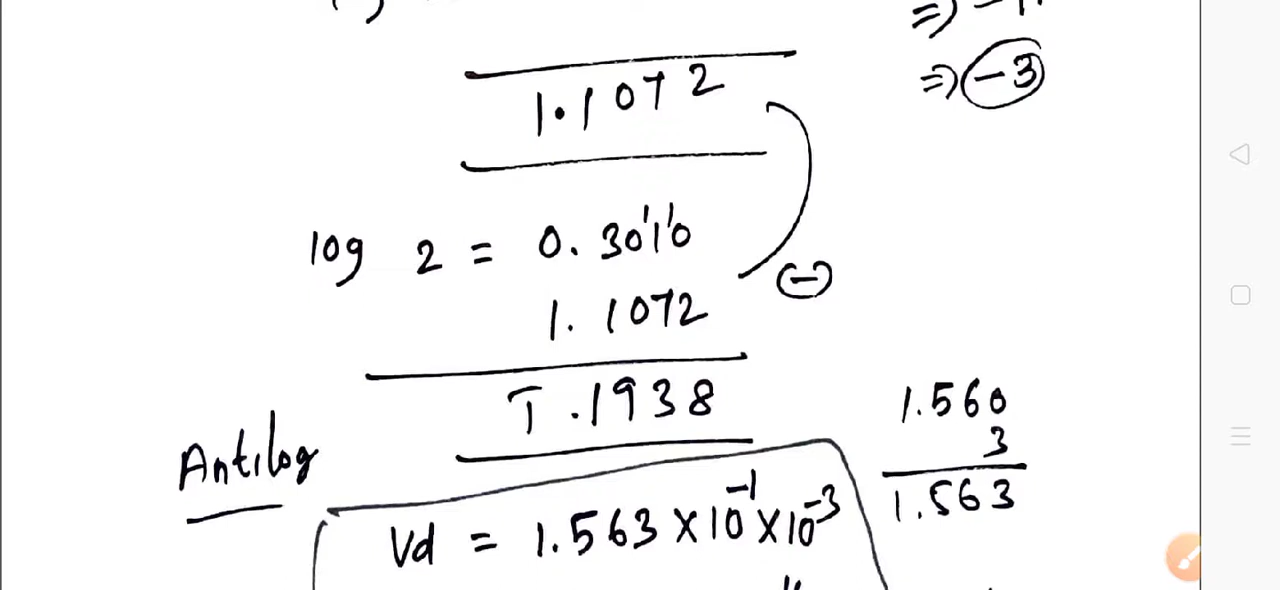 ⇒ -1.
⇒ -3
1.1072
log 2 = 0.3010
1.1072
(-)
T.1938
Antilog
1.560
3
1.563
Vd = 1.563 × 10⁻¹ × 10⁻³